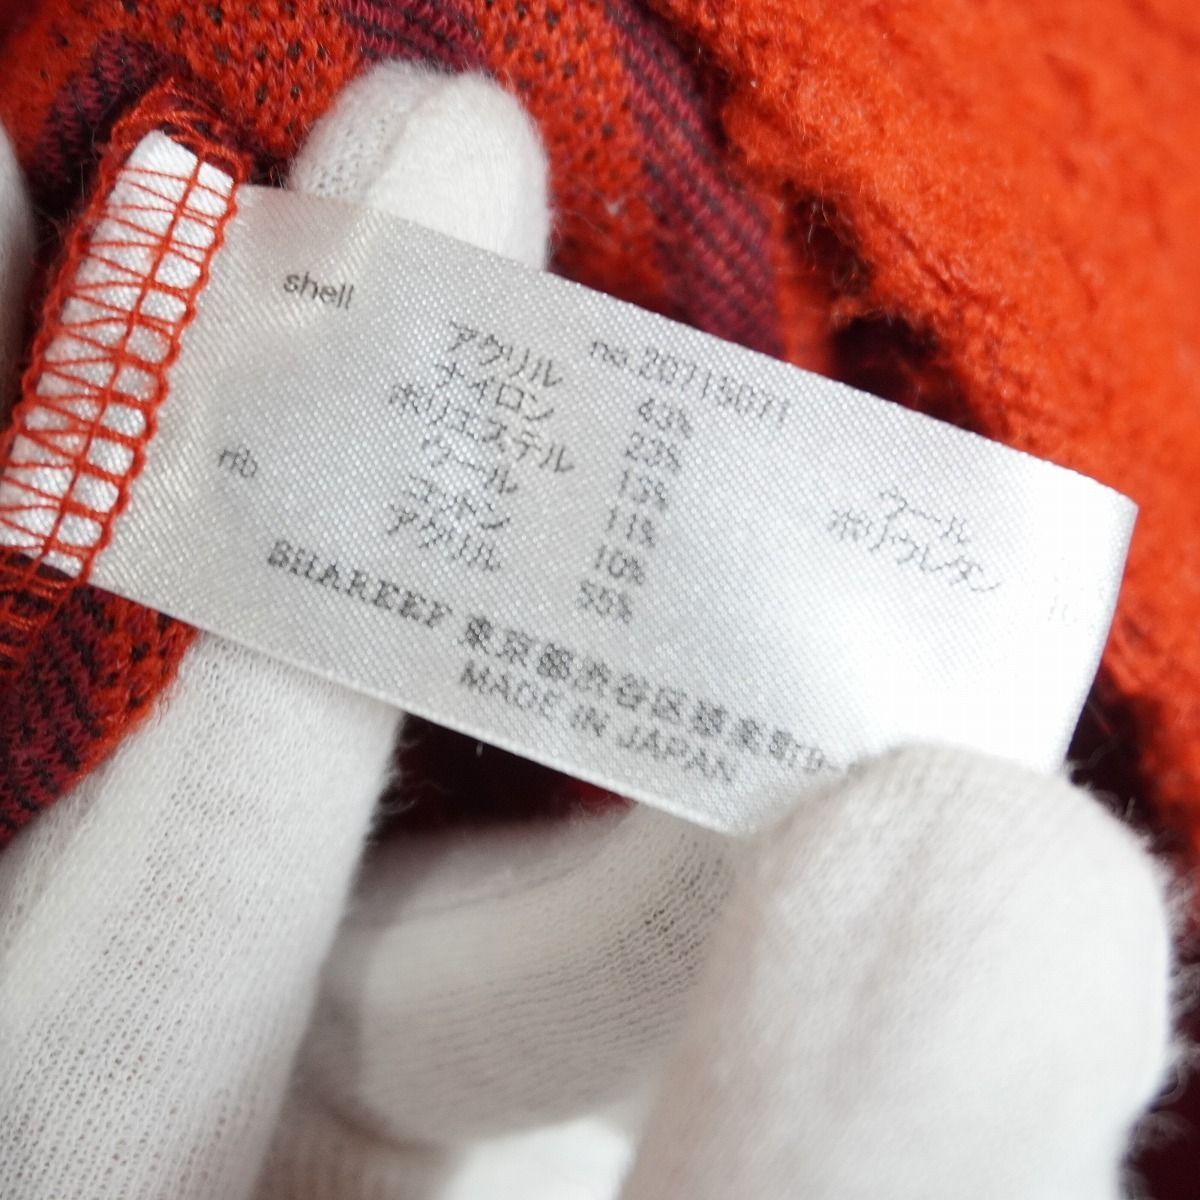 shell
アクリル 43%
ナイロン 23%
ポリエステル 13%
ウール 11%
コットン 10%
rib
アクリル 55%
ウール
ポリウレタン
SHAREEF 東京都渋谷区
MADE IN JAPAN